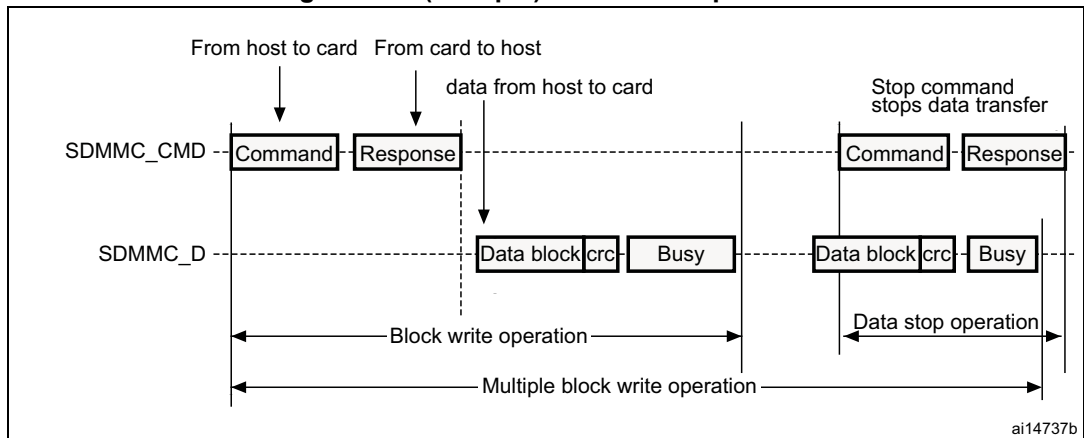 From host to card From card to host
data from host to card
Stop command
stops data transfer
SDMMC_CMD Command Response Command Response
SDMMC_D Data block crc Busy Data block crc Busy
Block write operation
Data stop operation
Multiple block write operation
ai14737b